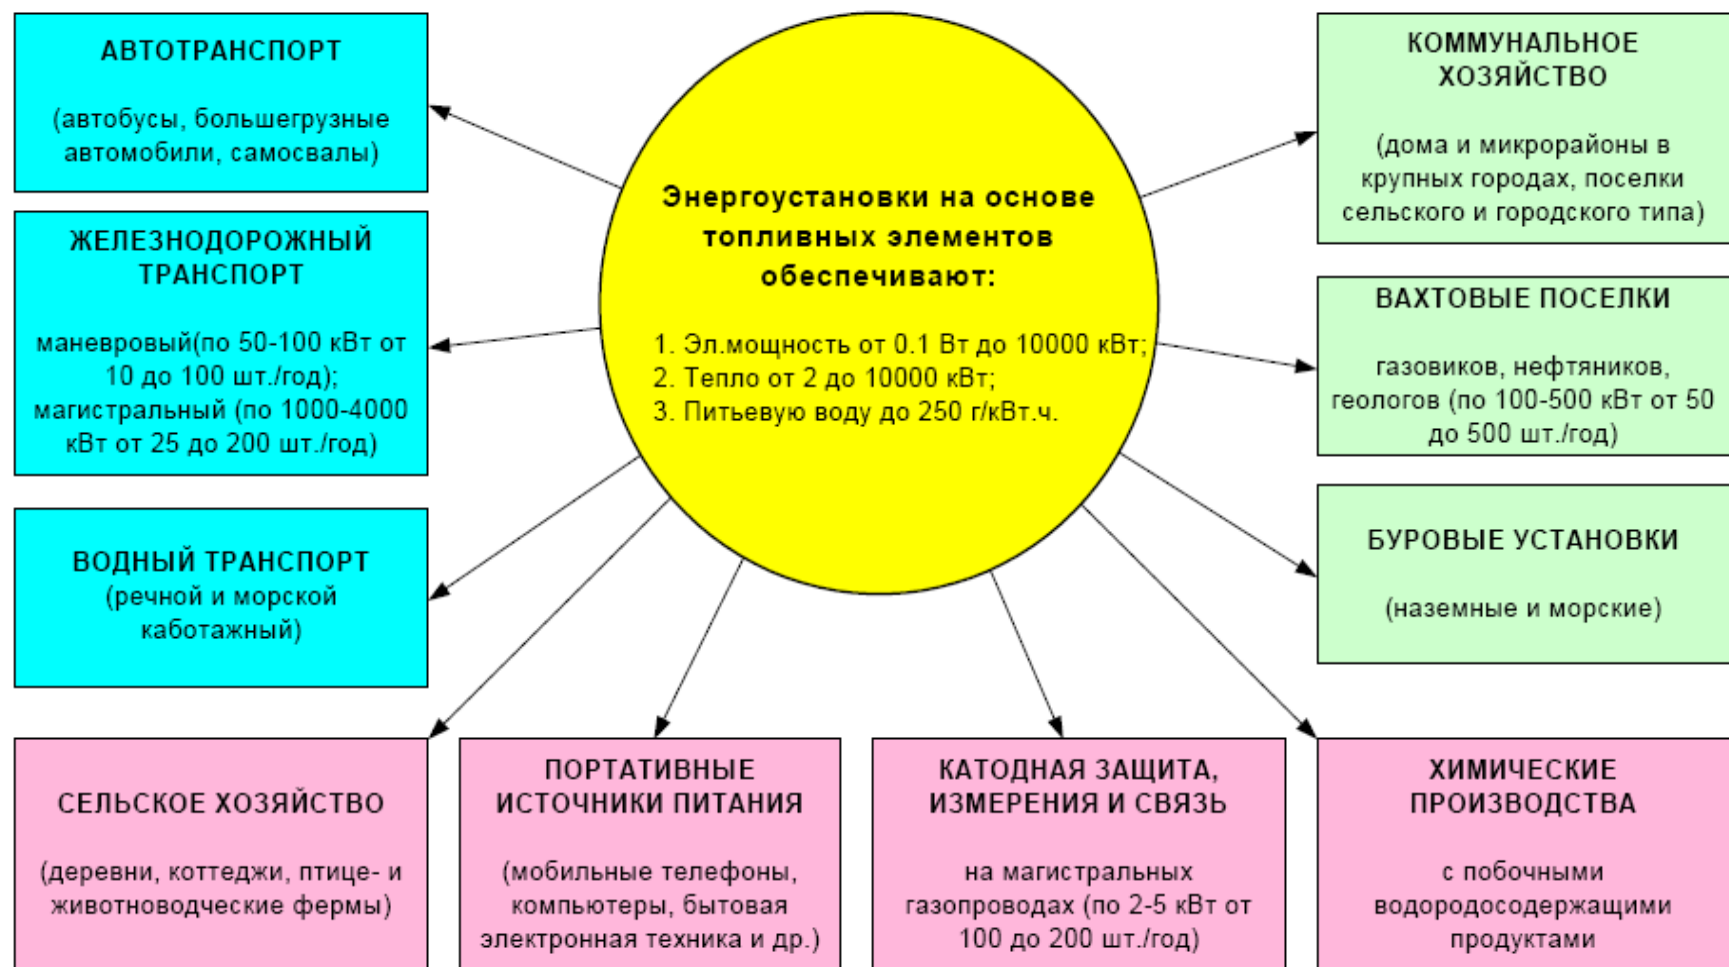 АВТОТРАНСПОРТ
(автобусы, большегрузные
автомобили, самосвалы)
ЖЕЛЕЗНОДОРОЖНЫЙ
ТРАНСПОРТ
маневровый(по 50-100 кВт от
10 до 100 шт./год);
магистральный (по 1000-4000
кВт от 25 до 200 шт./год)
ВОДНЫЙ ТРАНСПОРТ
(речной и морской
каботажный)
Энергоустановки на основе
топливных элементов
обеспечивают:
1. Эл.мощность от 0.1 Вт до 10000 кВт;
2. Тепло от 2 до 10000 кВт;
3. Питьевую воду до 250 г/кВт.ч.
КОММУНАЛЬНОЕ
ХОЗЯЙСТВО
(дома и микрорайоны в
крупных городах, поселки
сельского и городского типа)
ВАХТОВЫЕ ПОСЕЛКИ
газовиков, нефтяников,
геологов (по 100-500 кВт от 50
до 500 шт./год)
БУРОВЫЕ УСТАНОВКИ
(наземные и морские)
СЕЛЬСКОЕ ХОЗЯЙСТВО
(деревни, коттеджи, птице- и
животноводческие фермы)
ПОРТАТИВНЫЕ
ИСТОЧНИКИ ПИТАНИЯ
(мобильные телефоны,
компьютеры, бытовая
электронная техника и др.)
КАТОДНАЯ ЗАЩИТА,
ИЗМЕРЕНИЯ И СВЯЗЬ
на магистральных
газопроводах (по 2-5 кВт от
100 до 200 шт./год)
ХИМИЧЕСКИЕ
ПРОИЗВОДСТВА
с побочными
водородосодержащими
продуктами